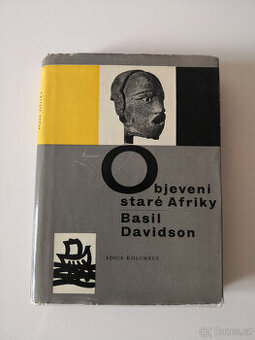 Objevení
staré Afriky
Basil
Davidson
EDICE KOLUMBUS